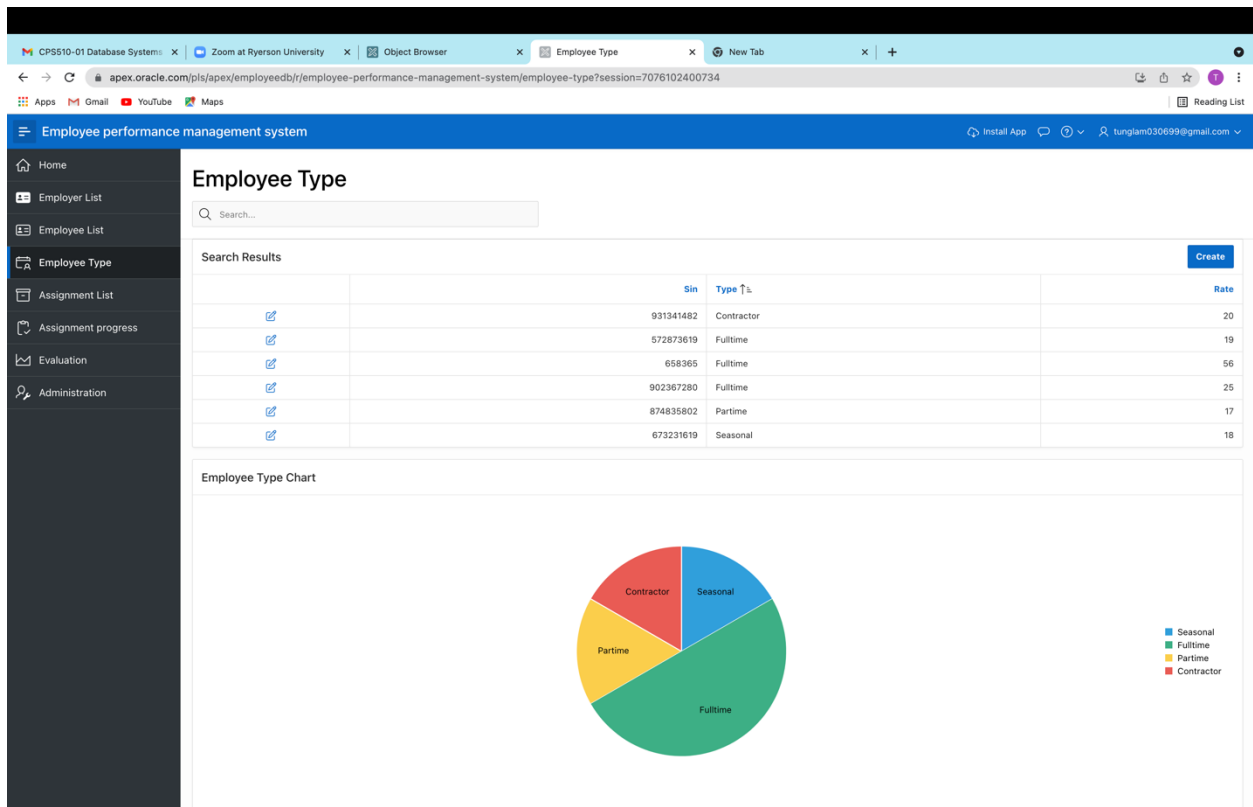 CPS510-01 Database Systems
Zoom at Ryerson University
Object Browser
Employee Type
New Tab
apex.oracle.com/pls/apex/employeedb/r/employee-performance-management-system/employee-type?session=7076102400734
T
Apps Gmail YouTube Maps
Reading List
Employee performance management system
Install App
tunglam030699@gmail.com
Home
Employer List
Employee List
Employee Type
Assignment List
Assignment progress
Evaluation
Administration
Employee Type
Search...
Search Results
Create
Sin Type Rate
931341482 Contractor 20
572873619 Fulltime 19
658365 Fulltime 56
902367280 Fulltime 25
874835802 Partime 17
673231619 Seasonal 18
Employee Type Chart
Contractor
Seasonal
Partime
Fulltime
Seasonal
Fulltime
Partime
Contractor